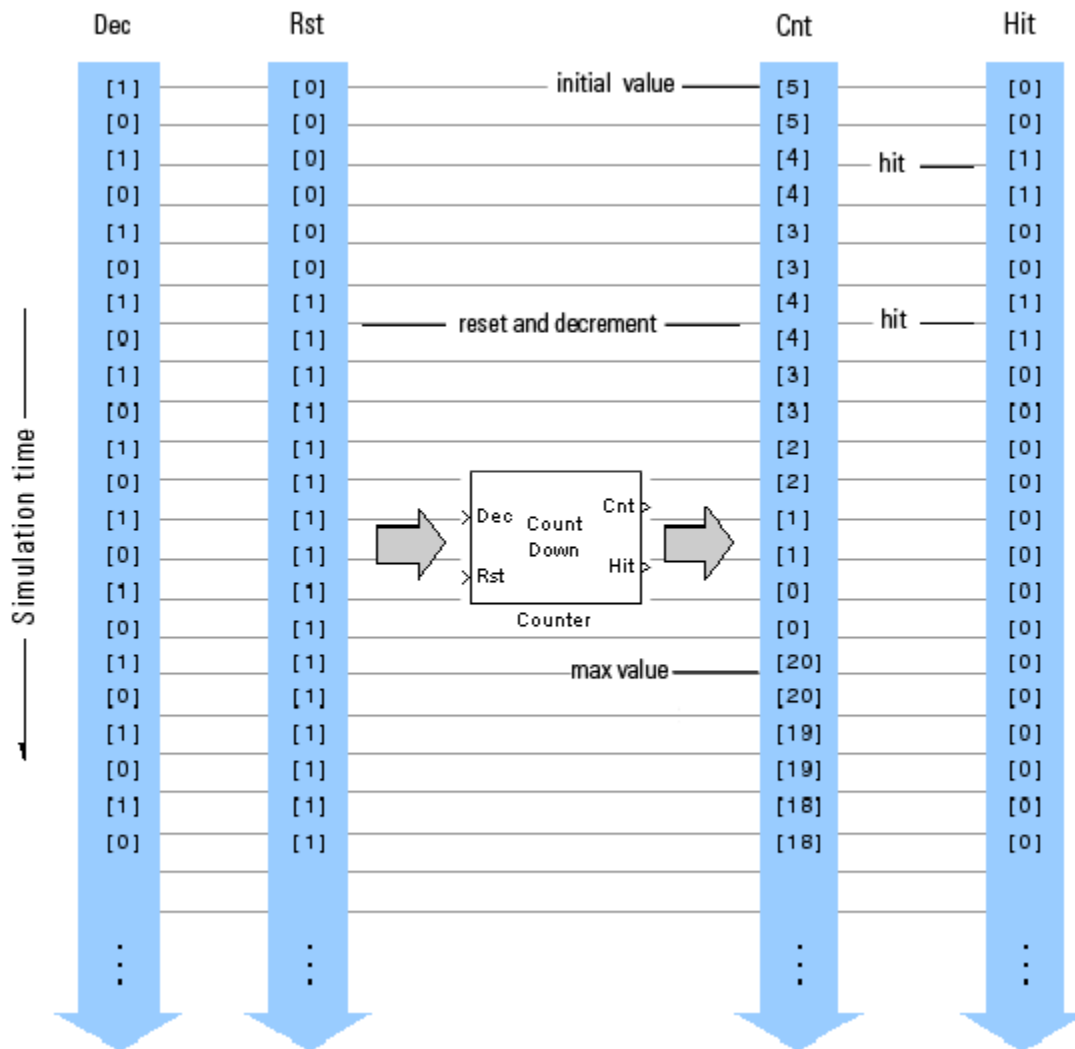 Dec Rst Cnt Hit
[1] [0] initial value [5] [0]
[0] [0] [5] [0]
[1] [0] [4] hit [1]
[0] [0] [4] [1]
[1] [0] [3] [0]
[0] [0] [3] [0]
[1] [1] [4] [1]
reset and decrement hit
[0] [1] [4] [1]
[1] [1] [3] [0]
[0] [1] [3] [0]
[1] [1] [2] [0]
[0] [1] [2] [0]
[1] [1] [1] [0]
[0] [1] [1] [0]
[1] [1] [0] [0]
[0] [1] [0] [0]
[1] [1] max value [20] [0]
[0] [1] [20] [0]
[1] [1] [19] [0]
[0] [1] [19] [0]
[1] [1] [18] [0]
[0] [1] [18] [0]
Simulation time
Dec Count Cnt
Down
Rst Hit
Counter